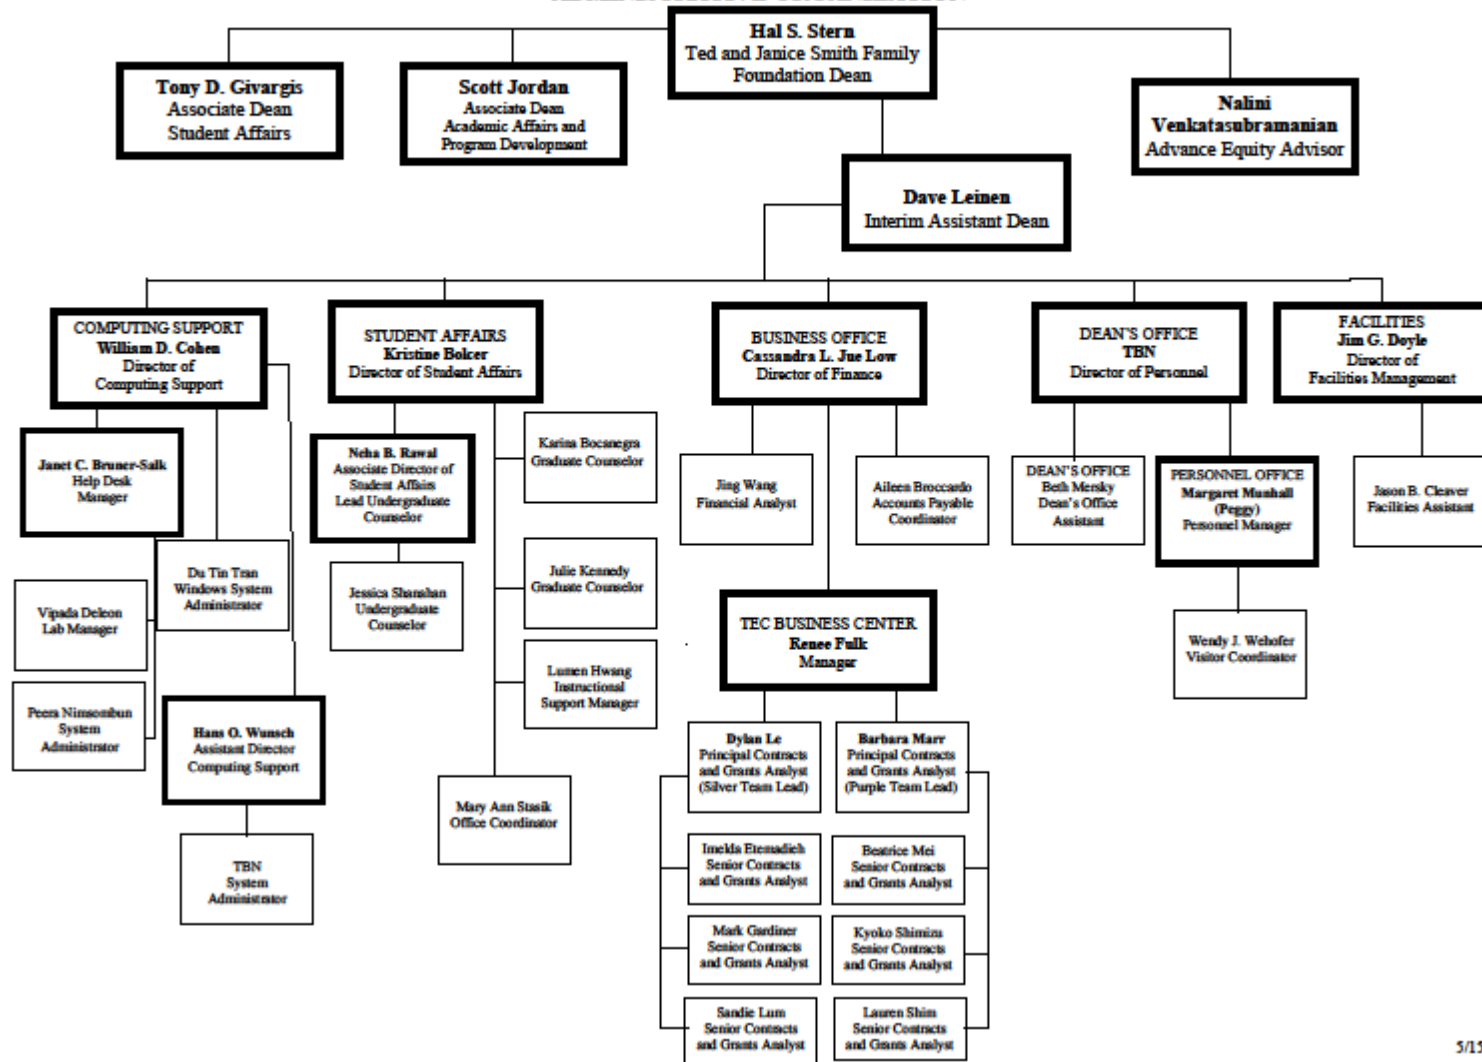 Hal S. Stern
Ted and Janice Smith Family
Foundation Dean
Tony D. Givargis
Associate Dean
Student Affairs
Scott Jordan
Associate Dean
Academic Affairs and
Program Development
Nalini
Venkatasubramanian
Advance Equity Advisor
Dave Leinen
Interim Assistant Dean
COMPUTING SUPPORT
William D. Cohen
Director of
Computing Support
STUDENT AFFAIRS
Kristine Bolcer
Director of Student Affairs
BUSINESS OFFICE
Cassandra L. Jue Low
Director of Finance
DEAN'S OFFICE
TBN
Director of Personnel
FACILITIES
Jim G. Doyle
Director of
Facilities Management
Janet C. Bruner-Salk
Help Desk
Manager
Neha B. Rawal
Associate Director of
Student Affairs
Lead Undergraduate
Counselor
Karina Bocanegra
Graduate Counselor
Jing Wang
Financial Analyst
Aileen Broccardo
Accounts Payable
Coordinator
DEAN'S OFFICE
Beth Mersky
Dean's Office
Assistant
PERSONNEL OFFICE
Margaret Munhall
(Peggy)
Personnel Manager
Jason B. Cleaver
Facilities Assistant
Du Tin Tran
Windows System
Administrator
Vipada Deleon
Lab Manager
Jessica Shanahan
Undergraduate
Counselor
Julie Kennedy
Graduate Counselor
TEC BUSINESS CENTER
Renee Fulk
Manager
Wendy J. Wehofer
Visitor Coordinator
Lumen Hwang
Instructional
Support Manager
Peera Nimsombun
System
Administrator
Hans O. Wunsch
Assistant Director
Computing Support
Dylan Le
Principal Contracts
and Grants Analyst
(Silver Team Lead)
Barbara Marr
Principal Contracts
and Grants Analyst
(Purple Team Lead)
Mary Ann Stasik
Office Coordinator
TBN
System
Administrator
Imelda Etemadieh
Senior Contracts
and Grants Analyst
Beatrice Mei
Senior Contracts
and Grants Analyst
Mark Gardiner
Senior Contracts
and Grants Analyst
Kyoko Shimizu
Senior Contracts
and Grants Analyst
Sandie Lum
Senior Contracts
and Grants Analyst
Lauren Shim
Senior Contracts
and Grants Analyst